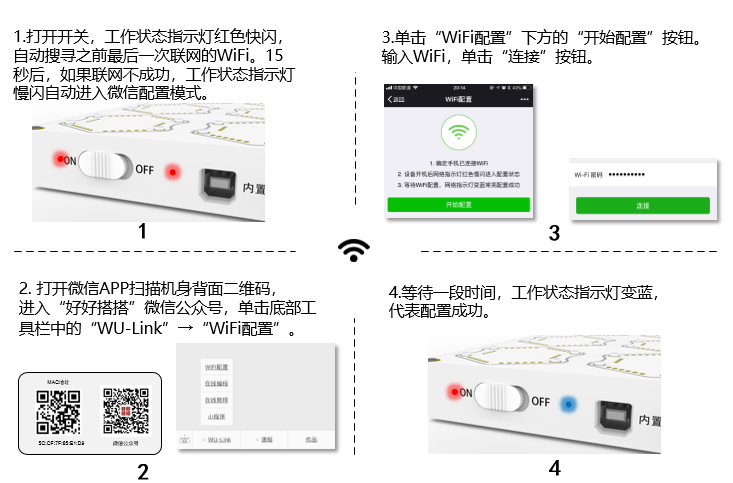 1.打开开关，工作状态指示灯红色快闪，
自动搜寻之前最后一次联网的WiFi。15
秒后，如果联网不成功，工作状态指示灯
慢闪自动进入微信配置模式。
ON
OFF
内置
1
3.单击“WiFi配置”下方的“开始配置”按钮。
输入WiFi，单击“连接”按钮。
中国移动
20:14
43%
返回
WiFi配置
1. 确定手机已连接WiFi
2. 设备开机后网络指示灯红色慢闪进入配置状态
3. 等待WiFi配置，网络指示灯变蓝常亮配置成功
开始配置
Wi-Fi 密码 ●●●●●●●●●●
连接
3
2. 打开微信APP扫描机身背面二维码，
进入“好好搭搭”微信公众号，单击底部工
具栏中的“WU-Link”→“WiFi配置”。
MAC地址
5C:CF:7F:65:E1:D9
微信公众号
WiFi配置
在线编程
在线教程
小程序
WU-Link
课程
作品
2
4.等待一段时间，工作状态指示灯变蓝，
代表配置成功。
ON
OFF
内置
4